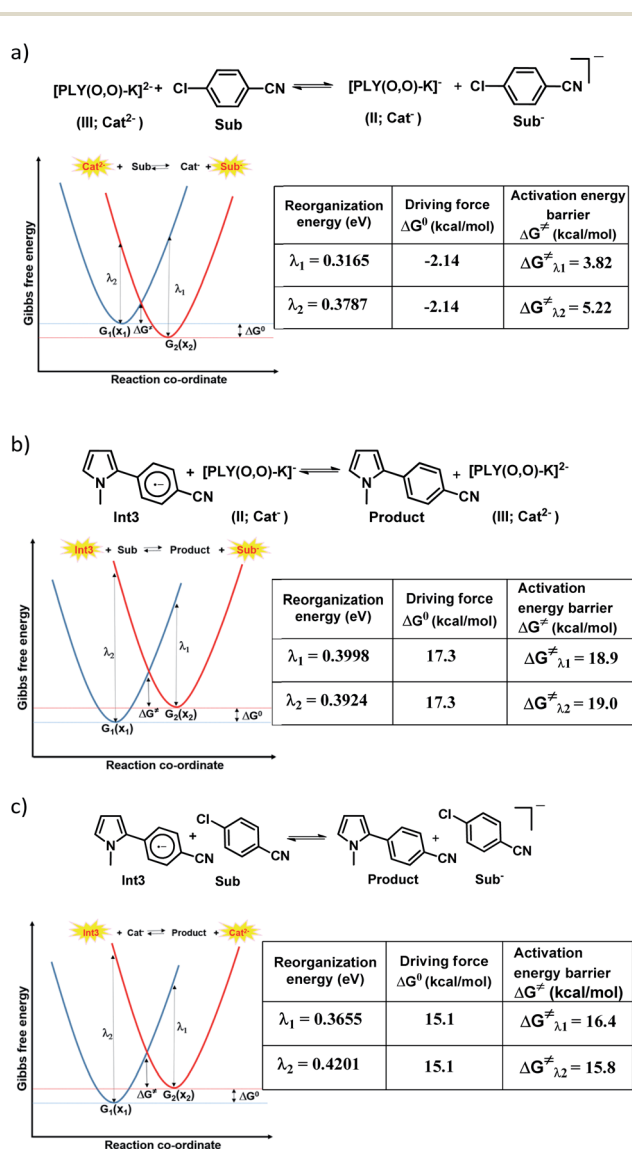 a)
[PLY(O,O)-K]²⁻ + Cl CN ⇌ [PLY(O,O)-K]⁻ + Cl CN ⁻
(III; Cat²⁻) Sub (II; Cat⁻) Sub⁻
Cat²⁻ + Sub ⇌ Cat⁻ + Sub⁻
Gibbs free energy
λ₂ λ₁
G₁(x₁) ΔG≠ G₂(x₂) ΔG⁰
Reaction co-ordinate
Reorganization energy (eV) Driving force ΔG⁰ (kcal/mol) Activation energy barrier ΔG≠ (kcal/mol)
λ₁ = 0.3165 -2.14 ΔG≠λ1 = 3.82
λ₂ = 0.3787 -2.14 ΔG≠λ2 = 5.22
b)
N CN •− + [PLY(O,O)-K]⁻ ⇌ N CN + [PLY(O,O)-K]²⁻
Int3 (II; Cat⁻) Product (III; Cat²⁻)
Int3 + Sub ⇌ Product + Sub⁻
Gibbs free energy
λ₂ λ₁
G₁(x₁) ΔG≠ G₂(x₂) ΔG⁰
Reaction co-ordinate
Reorganization energy (eV) Driving force ΔG⁰ (kcal/mol) Activation energy barrier ΔG≠ (kcal/mol)
λ₁ = 0.3998 17.3 ΔG≠λ1 = 18.9
λ₂ = 0.3924 17.3 ΔG≠λ2 = 19.0
c)
N CN •− + Cl CN ⇌ N CN + Cl CN ⁻
Int3 Sub Product Sub⁻
Int3 + Cat⁻ ⇌ Product + Cat²⁻
Gibbs free energy
λ₂ λ₁
G₁(x₁) ΔG≠ G₂(x₂) ΔG⁰
Reaction co-ordinate
Reorganization energy (eV) Driving force ΔG⁰ (kcal/mol) Activation energy barrier ΔG≠ (kcal/mol)
λ₁ = 0.3655 15.1 ΔG≠λ1 = 16.4
λ₂ = 0.4201 15.1 ΔG≠λ2 = 15.8